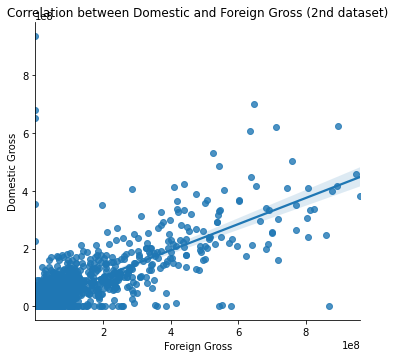 Correlation between Domestic and Foreign Gross (2nd dataset)
1e8
8
6
4
2
0
Domestic Gross
2
4
6
8
1e8
Foreign Gross